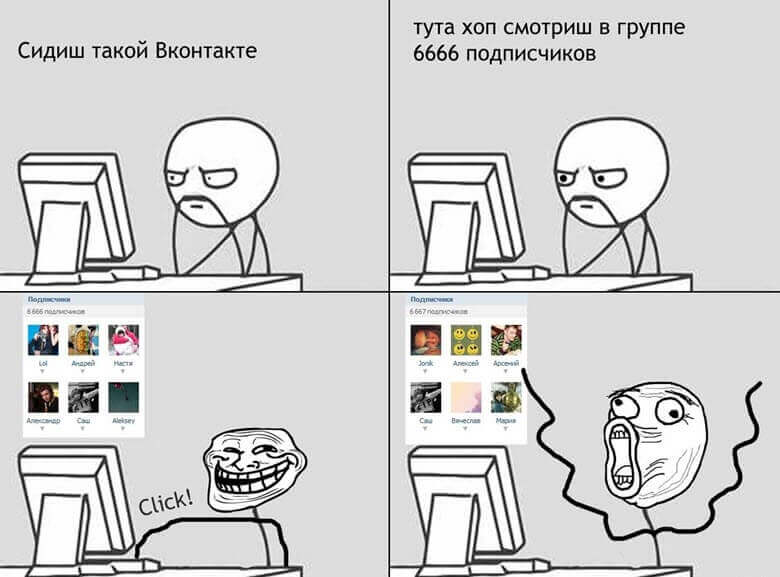 Сидиш такой Вконтакте
тута хоп смотриш в группе
6666 подписчиков
Подписчики
6 666 подписчиков
Lol Андрей Настя
Александр Саш Aleksey
Click!
Подписчики
6 667 подписчиков
Jonik Алексей Арсений
Саш Вячеслав Мария